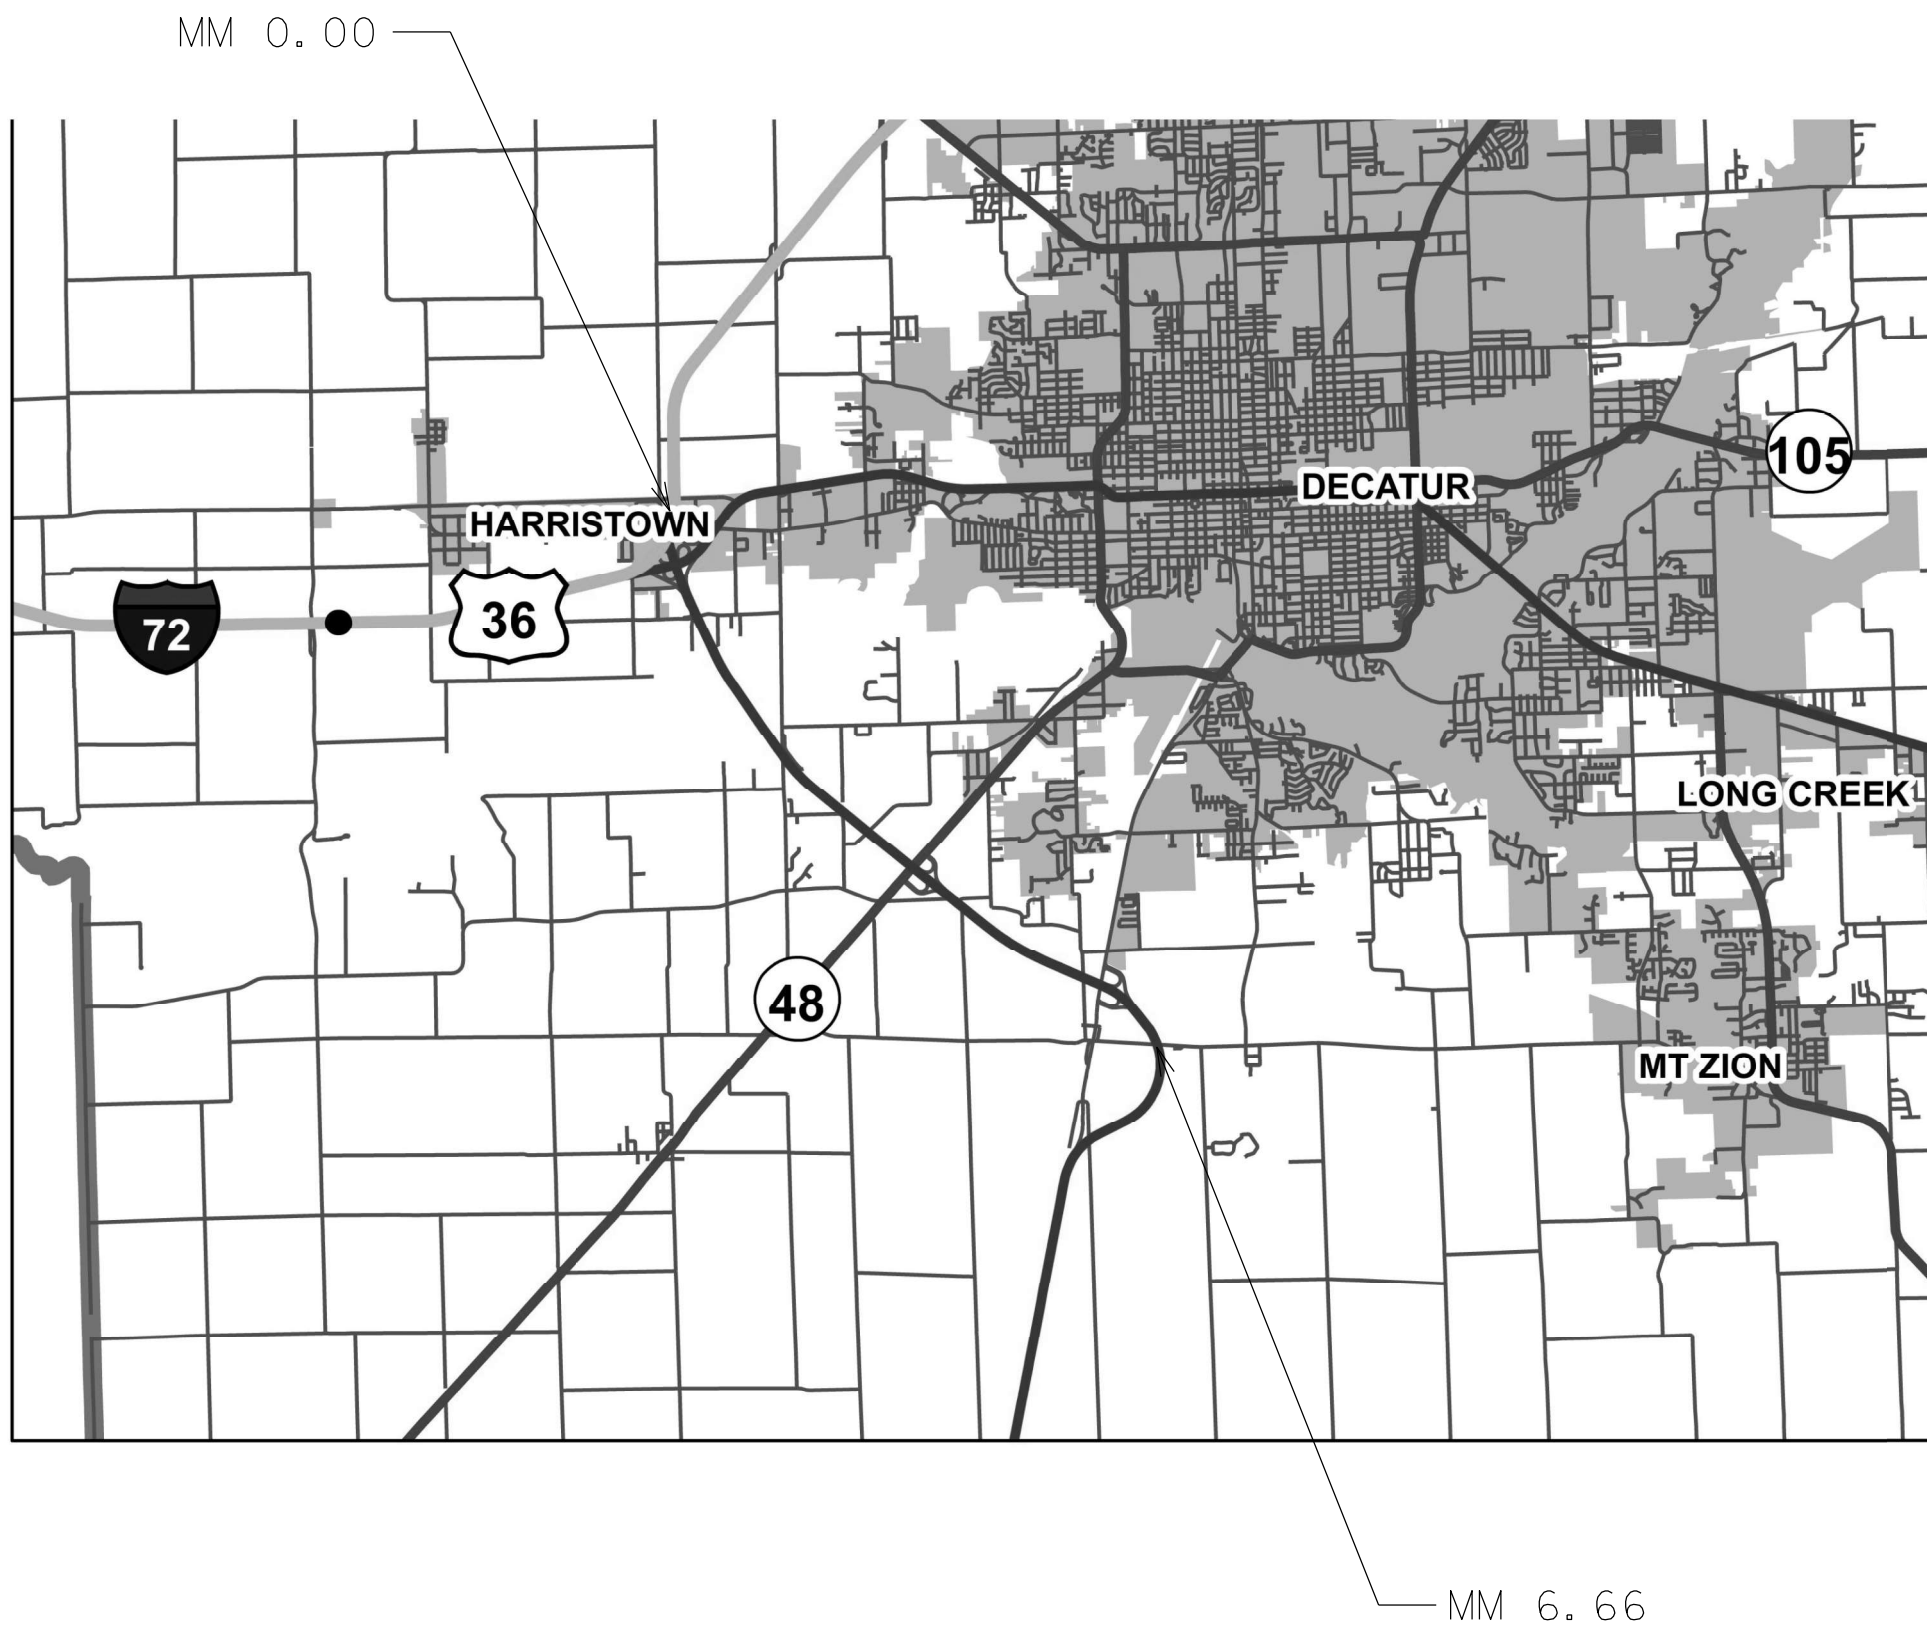 MM 0.00
105
DECATUR
HARRISTOWN
72
36
LONG CREEK
48
MT ZION
MM 6.66